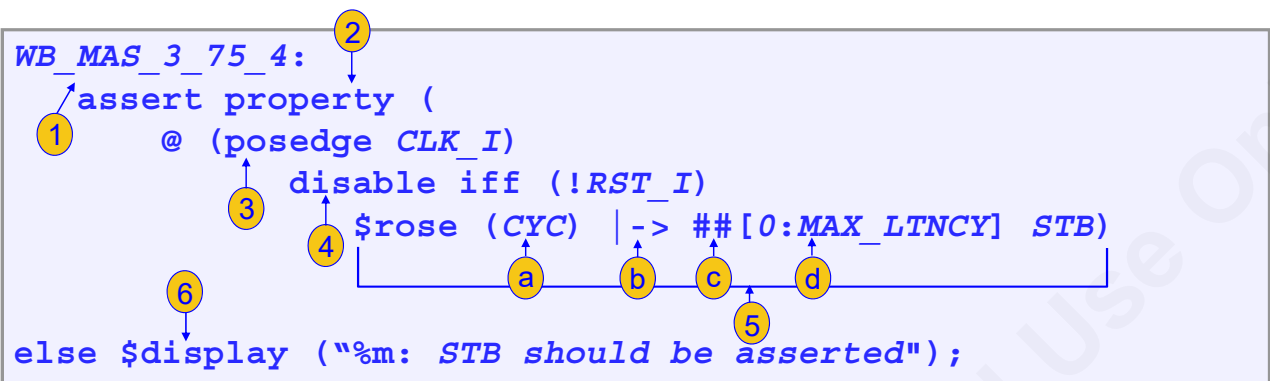 2
WB_MAS_3_75_4:
assert property (
1
@ (posedge CLK_I)
3
disable iff (!RST_I)
4
$rose (CYC) |-> ##[0:MAX_LTNCY] STB)
a b c d
5
6
else $display (“%m: STB should be asserted");